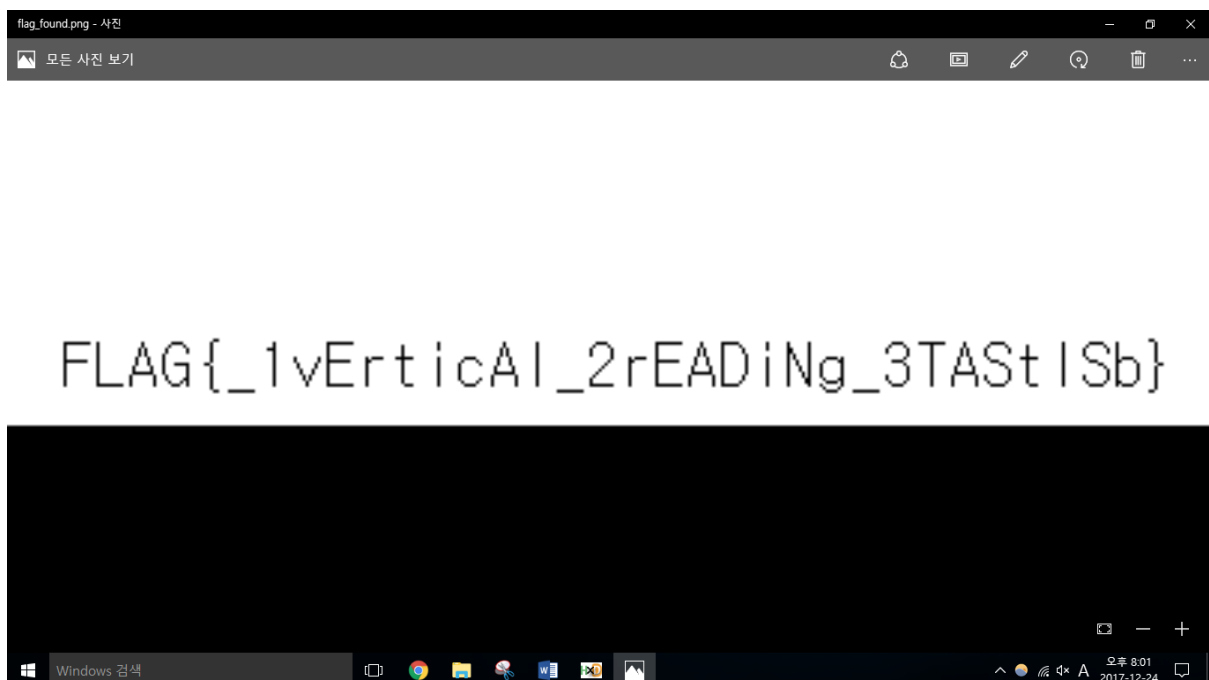 flag_found.png - 사진
모든 사진 보기
FLAG{_1vErticAl_2rEADiNg_3TAStlSb}
Windows 검색
A
오후 8:01
2017-12-24